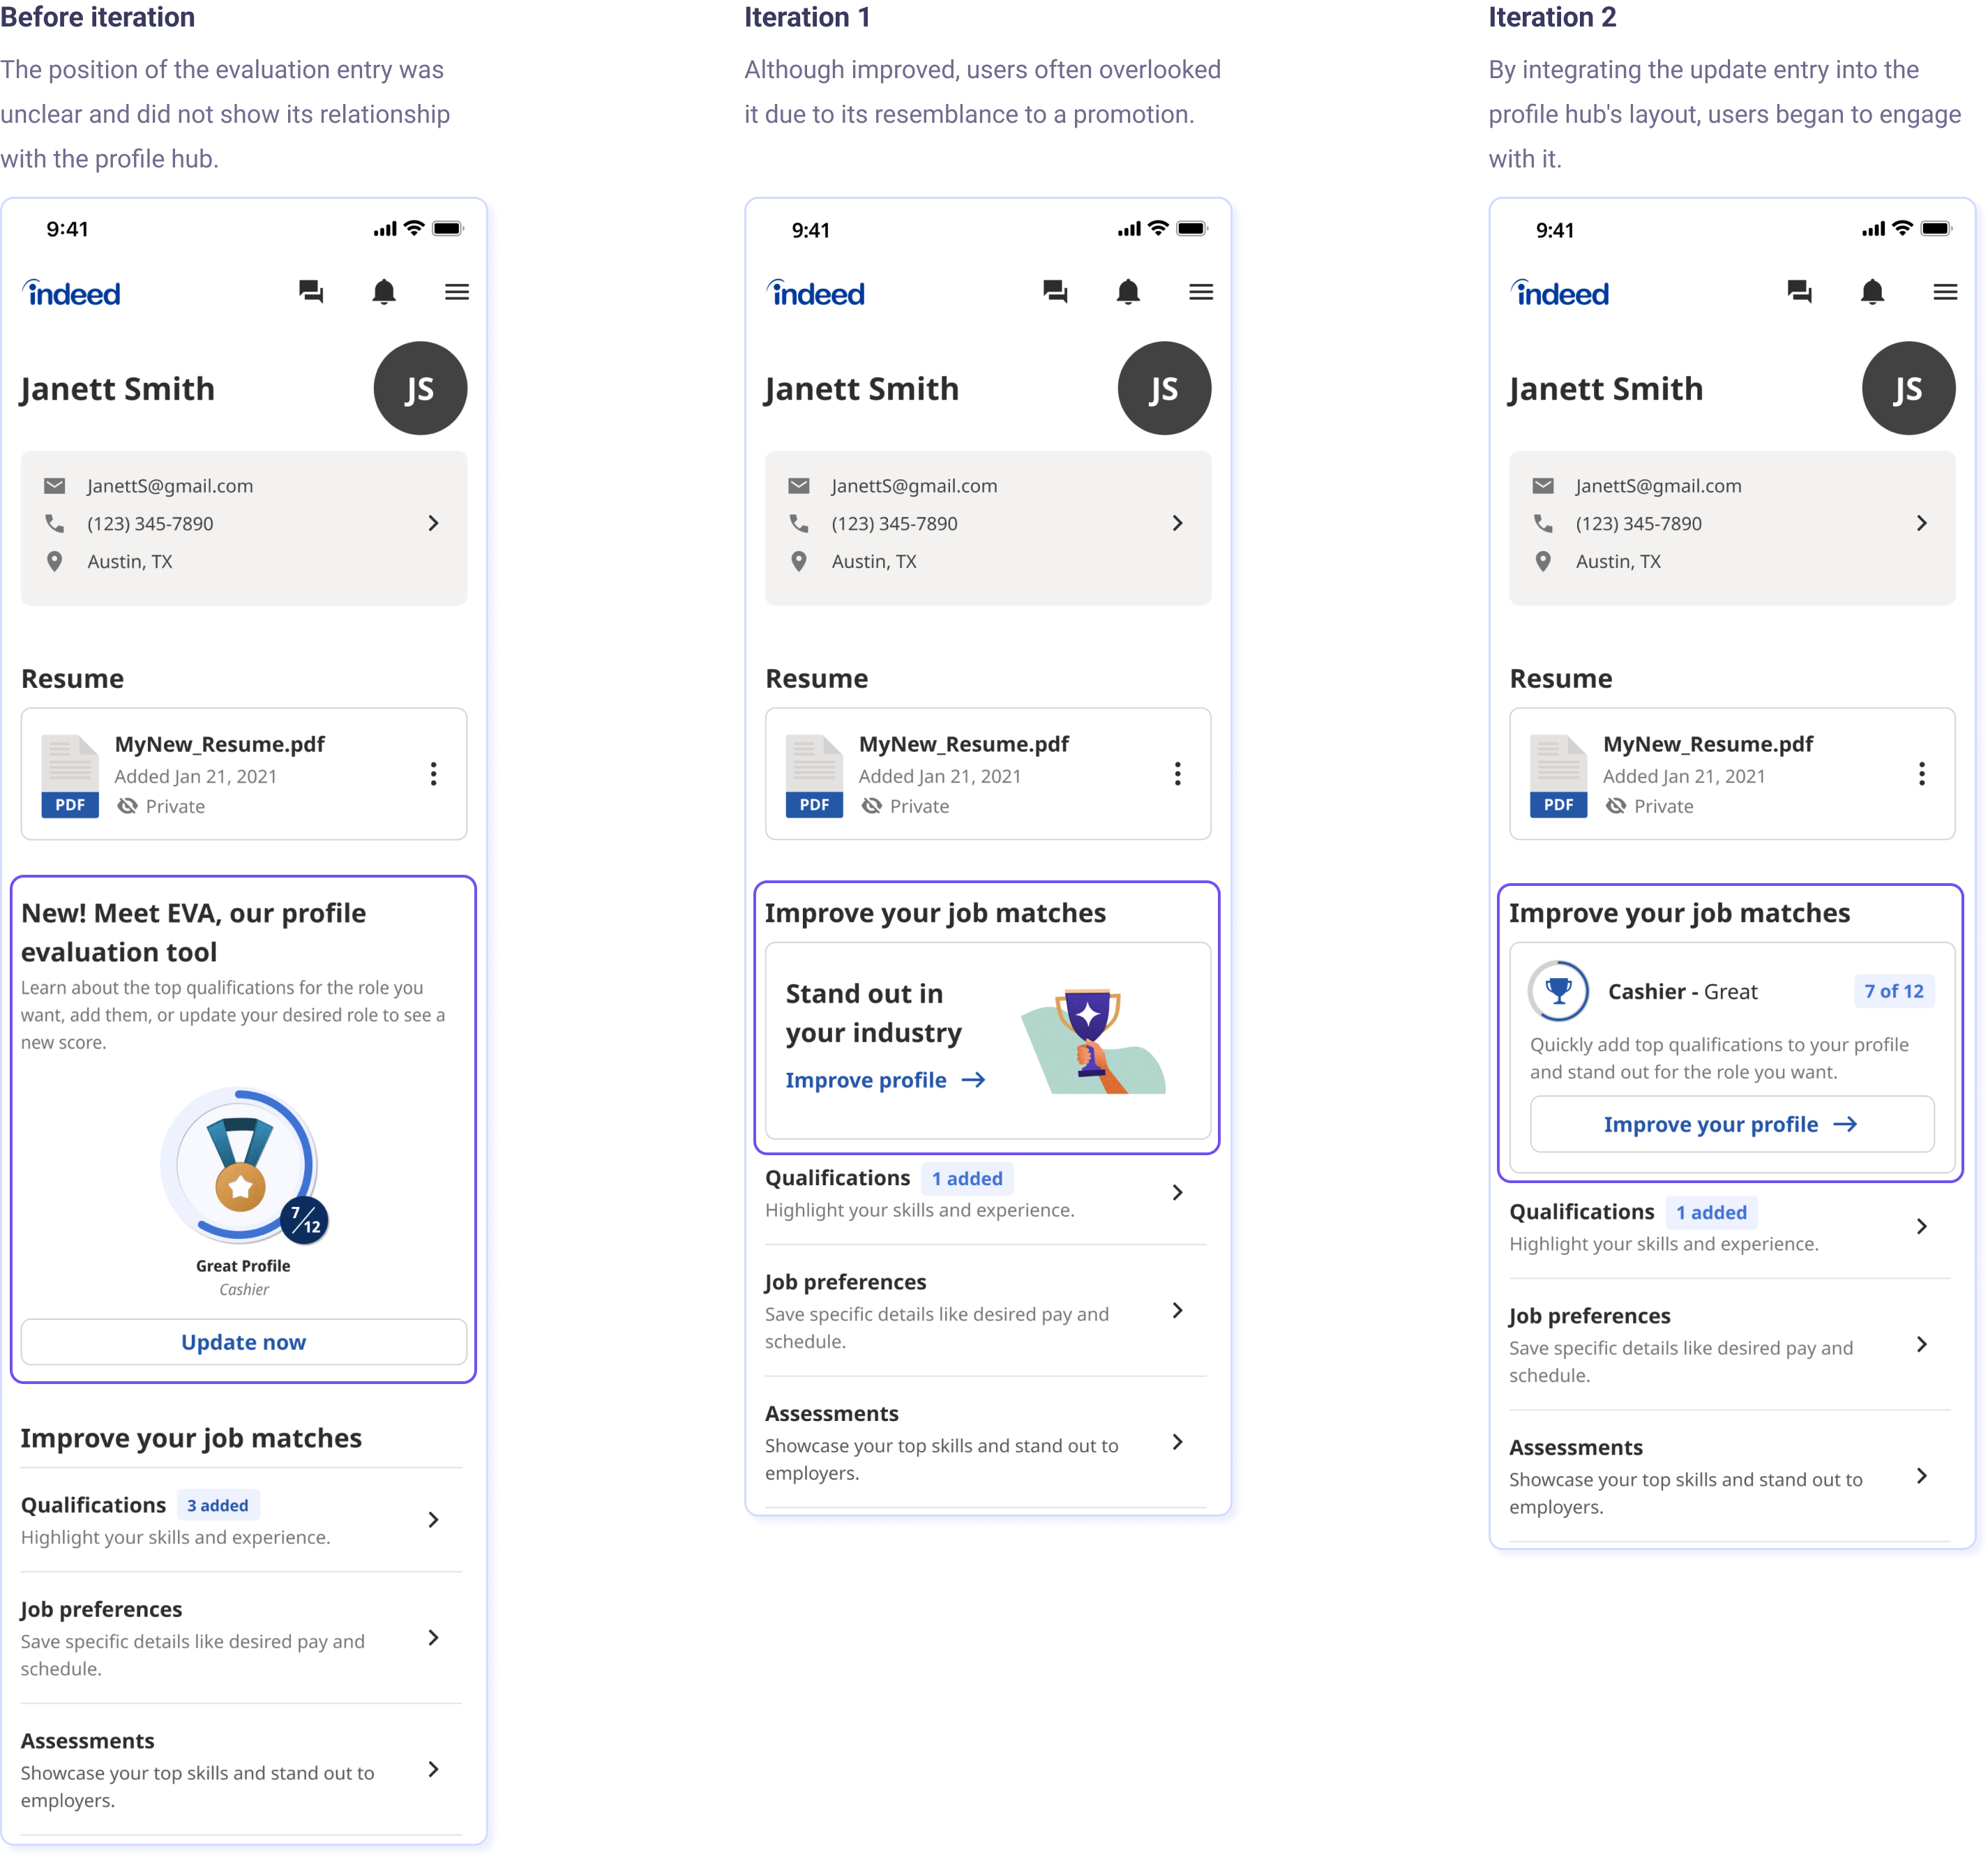 Before iteration
The position of the evaluation entry was
unclear and did not show its relationship
with the profile hub.
9:41
indeed
Janett Smith
JS
JanettS@gmail.com
(123) 345-7890
Austin, TX
Resume
MyNew_Resume.pdf
Added Jan 21, 2021
PDF
Private
New! Meet EVA, our profile
evaluation tool
Learn about the top qualifications for the role you
want, add them, or update your desired role to see a
new score.
7/12
Great Profile
Cashier
Update now
Improve your job matches
Qualifications 3 added
Highlight your skills and experience.
Job preferences
Save specific details like desired pay and
schedule.
Assessments
Showcase your top skills and stand out to
employers.
Iteration 1
Although improved, users often overlooked
it due to its resemblance to a promotion.
9:41
indeed
Janett Smith
JS
JanettS@gmail.com
(123) 345-7890
Austin, TX
Resume
MyNew_Resume.pdf
Added Jan 21, 2021
PDF
Private
Improve your job matches
Stand out in
your industry
Improve profile →
Qualifications 1 added
Highlight your skills and experience.
Job preferences
Save specific details like desired pay and
schedule.
Assessments
Showcase your top skills and stand out to
employers.
Iteration 2
By integrating the update entry into the
profile hub's layout, users began to engage
with it.
9:41
indeed
Janett Smith
JS
JanettS@gmail.com
(123) 345-7890
Austin, TX
Resume
MyNew_Resume.pdf
Added Jan 21, 2021
PDF
Private
Improve your job matches
Cashier - Great 7 of 12
Quickly add top qualifications to your profile
and stand out for the role you want.
Improve your profile →
Qualifications 1 added
Highlight your skills and experience.
Job preferences
Save specific details like desired pay and
schedule.
Assessments
Showcase your top skills and stand out to
employers.